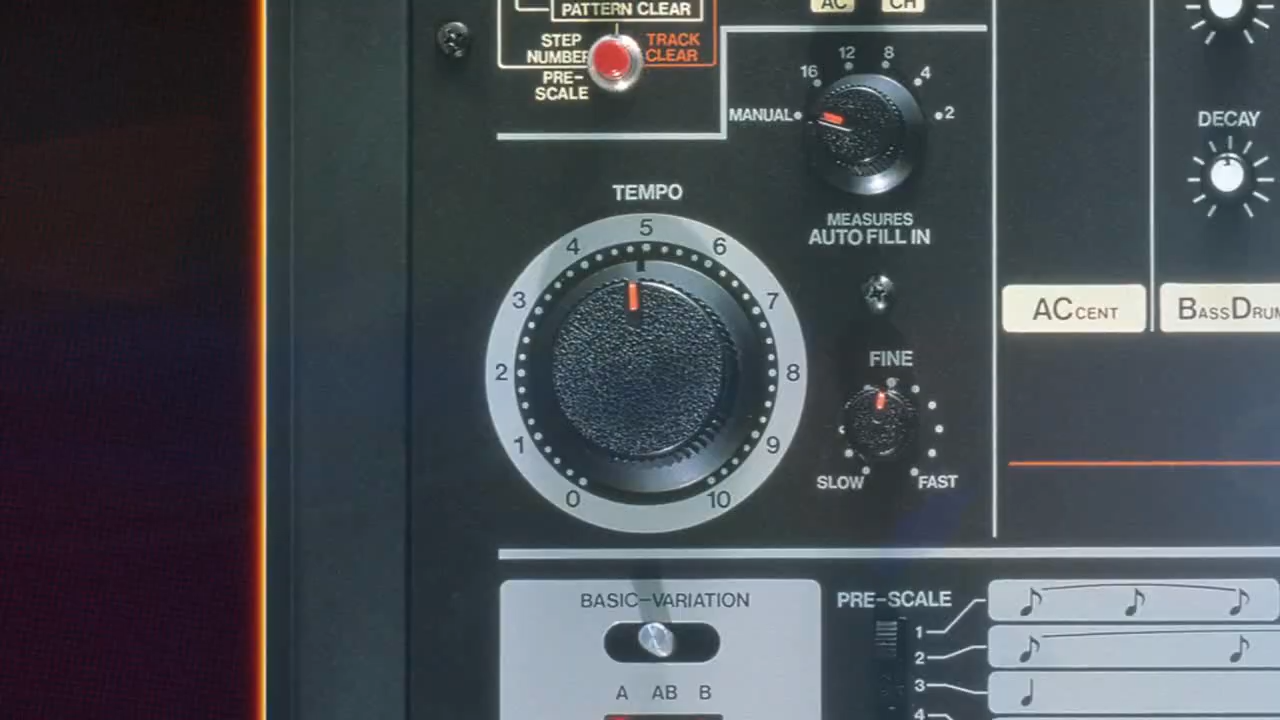 PATTERN CLEAR
AC
CH
STEP
NUMBER
TRACK
CLEAR
PRE-
SCALE
MANUAL
16
12
8
4
2
MEASURES
AUTO FILL IN
DECAY
TEMPO
0
1
2
3
4
5
6
7
8
9
10
FINE
SLOW
FAST
ACCENT
BASSDRUM
BASIC-VARIATION
A AB B
PRE-SCALE
1
2
3
4